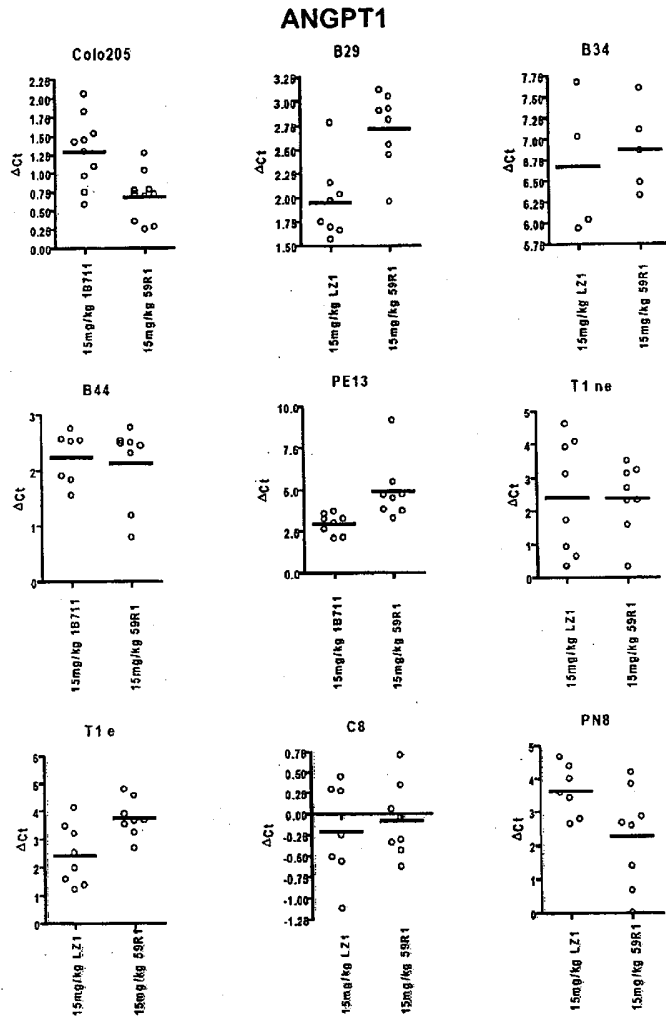 ANGPT1
Colo205
B29
B34
2.25
2.00
1.75
1.50
1.25
1.00
0.75
0.50
0.25
0.00
ΔCt
15mg/kg 1B711
15mg/kg 59R1
3.25
3.00
2.75
2.50
2.25
2.00
1.75
1.50
ΔCt
15mg/kg LZ1
15mg/kg 59R1
7.75
7.50
7.25
7.00
6.75
6.50
6.25
6.00
5.75
ΔCt
15mg/kg LZ1
15mg/kg 59R1
B44
PE13
T1 ne
3
2
1
0
ΔCt
15mg/kg 1B711
15mg/kg 59R1
10.0
7.5
5.0
2.5
0.0
ΔCt
15mg/kg 1B711
15mg/kg 59R1
5
4
3
2
1
0
ΔCt
15mg/kg LZ1
15mg/kg 59R1
T1 e
C8
PN8
6
5
4
3
2
1
0
ΔCt
15mg/kg LZ1
15mg/kg 59R1
0.75
0.50
0.25
0.00
-0.25
-0.50
-0.75
-1.00
-1.25
ΔCt
15mg/kg LZ1
15mg/kg 59R1
5
4
3
2
1
0
ΔCt
15mg/kg LZ1
15mg/kg 59R1